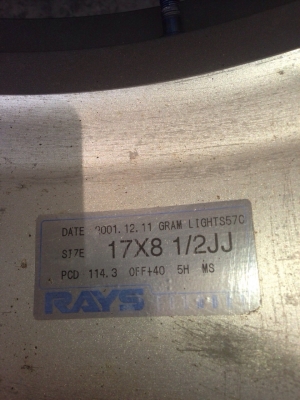 DATE 2001.12.11 GRAM LIGHTS57C
SIZE 17X8 1/2JJ
PCD 114.3 OFF+40 5H MS
RAYS